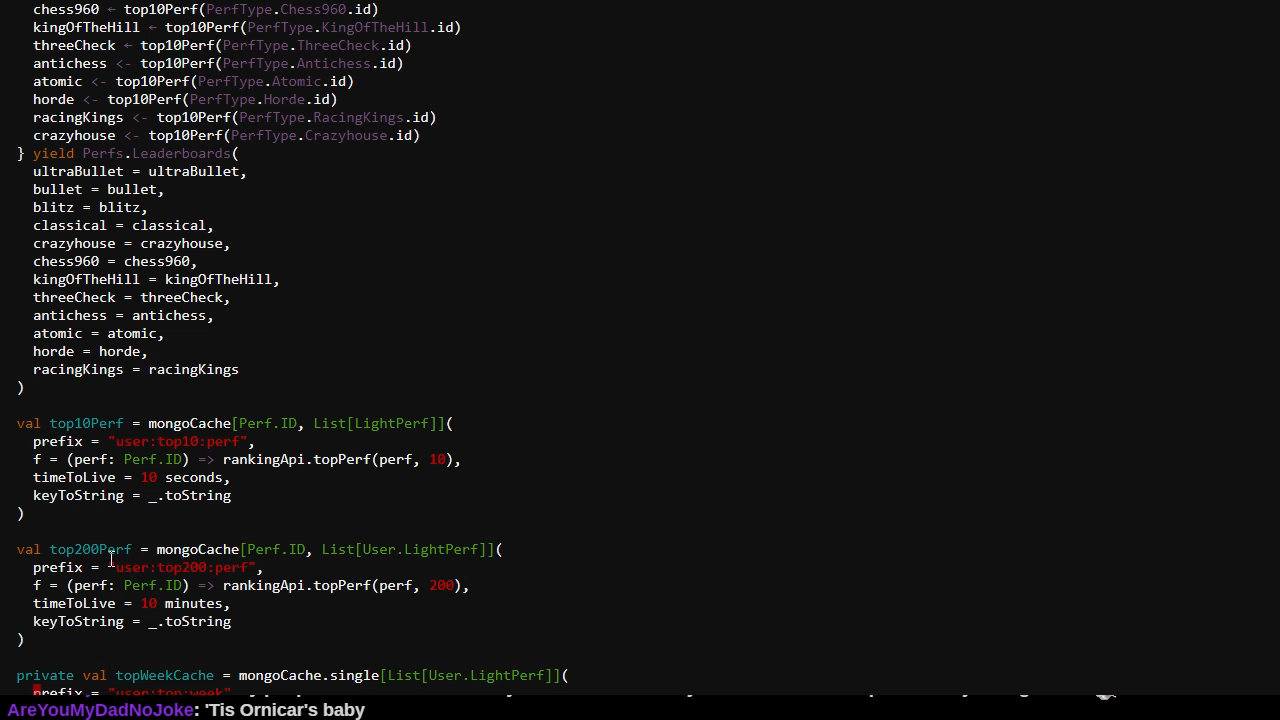 chess960 ← top10Perf(PerfType.Chess960.id)
kingOfTheHill ← top10Perf(PerfType.KingOfTheHill.id)
threeCheck ← top10Perf(PerfType.ThreeCheck.id)
antichess <- top10Perf(PerfType.Antichess.id)
atomic <- top10Perf(PerfType.Atomic.id)
horde <- top10Perf(PerfType.Horde.id)
racingKings <- top10Perf(PerfType.RacingKings.id)
crazyhouse <- top10Perf(PerfType.Crazyhouse.id)
} yield Perfs.Leaderboards(
ultraBullet = ultraBullet,
bullet = bullet,
blitz = blitz,
classical = classical,
crazyhouse = crazyhouse,
chess960 = chess960,
kingOfTheHill = kingOfTheHill,
threeCheck = threeCheck,
antichess = antichess,
atomic = atomic,
horde = horde,
racingKings = racingKings
)
val top10Perf = mongoCache[Perf.ID, List[LightPerf]](
prefix = "user:top10:perf",
f = (perf: Perf.ID) => rankingApi.topPerf(perf, 10),
timeToLive = 10 seconds,
keyToString = _.toString
)
val top200Perf = mongoCache[Perf.ID, List[User.LightPerf]](
prefix = "user:top200:perf",
f = (perf: Perf.ID) => rankingApi.topPerf(perf, 200),
timeToLive = 10 minutes,
keyToString = _.toString
)
private val topWeekCache = mongoCache.single[List[User.LightPerf]](
prefix = "user:top:week"
AreYouMyDadNoJoke: 'Tis Ornicar's baby